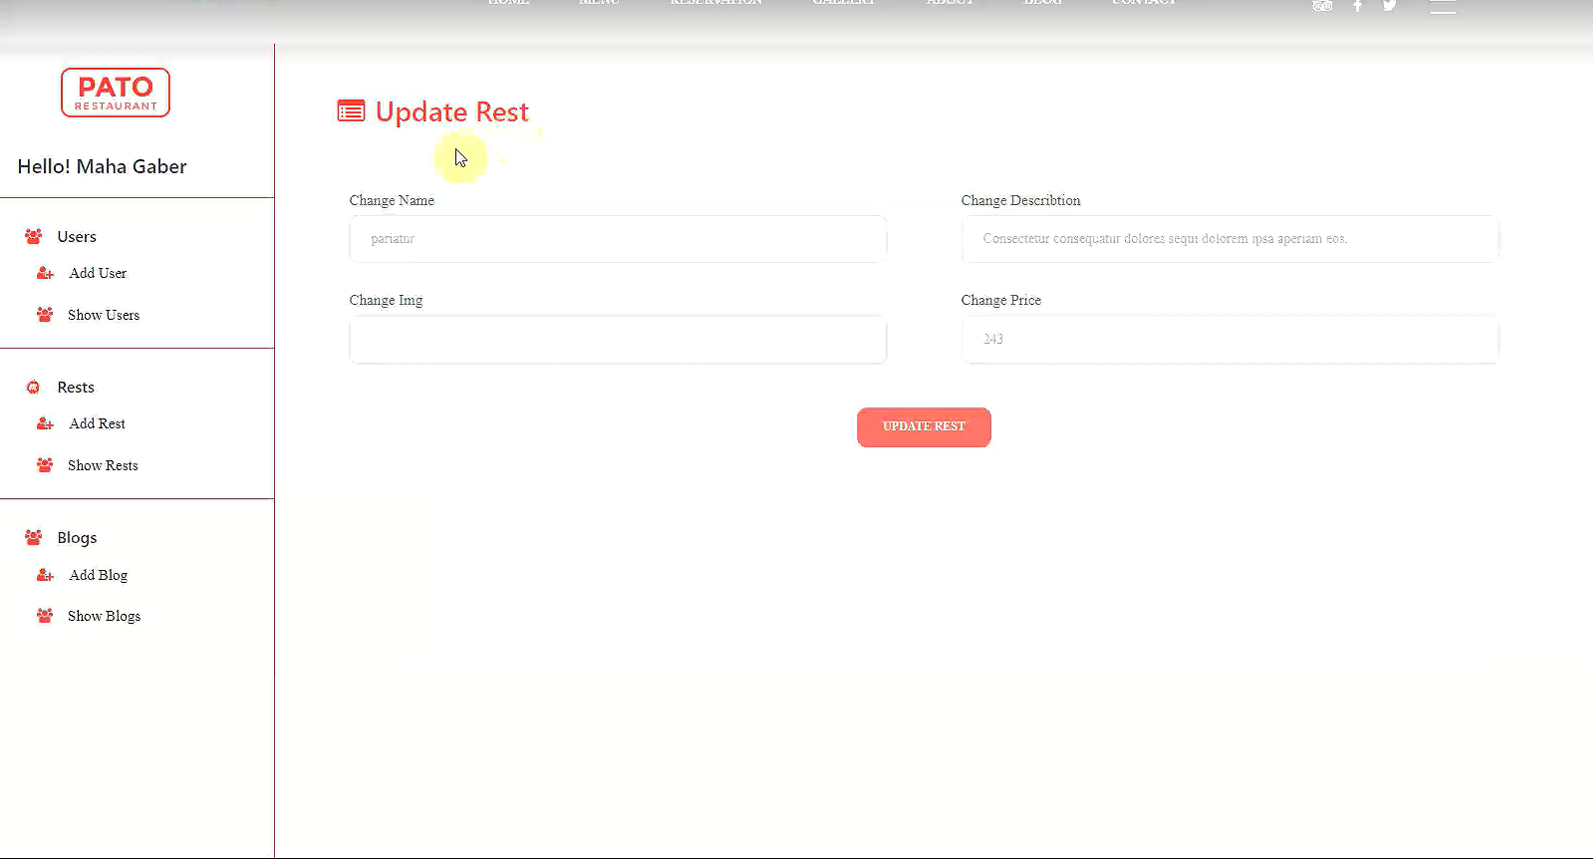 HOME MENU RESERVATION GALLERY ABOUT BLOG CONTACT
PATO
RESTAURANT
Hello! Maha Gaber
Users
Add User
Show Users
Rests
Add Rest
Show Rests
Blogs
Add Blog
Show Blogs
Update Rest
Change Name
pariatur
Change Describtion
Consectetur consequatur dolores sequi dolorem ipsa aperiam eos.
Change Img
Change Price
243
UPDATE REST